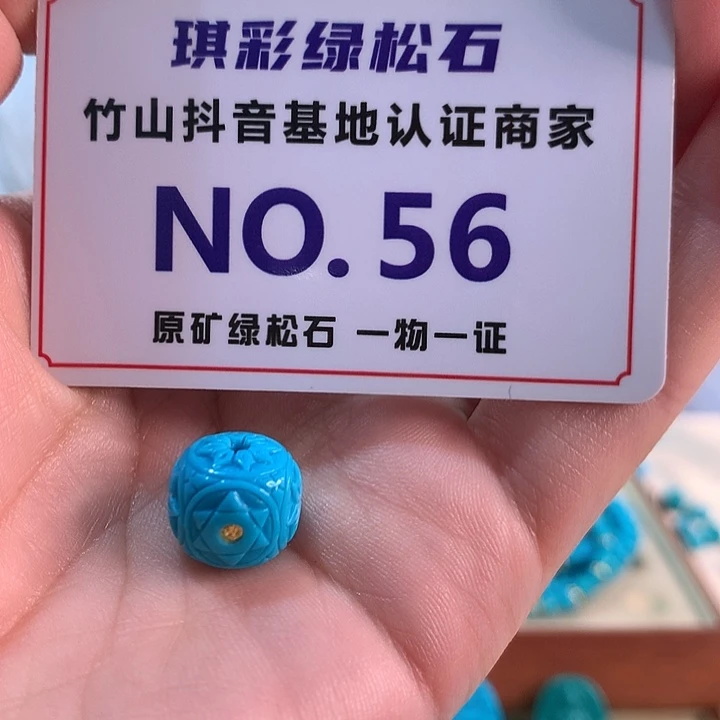 琪彩绿松石
竹山抖音基地认证商家
NO.56
原矿绿松石 一物一证